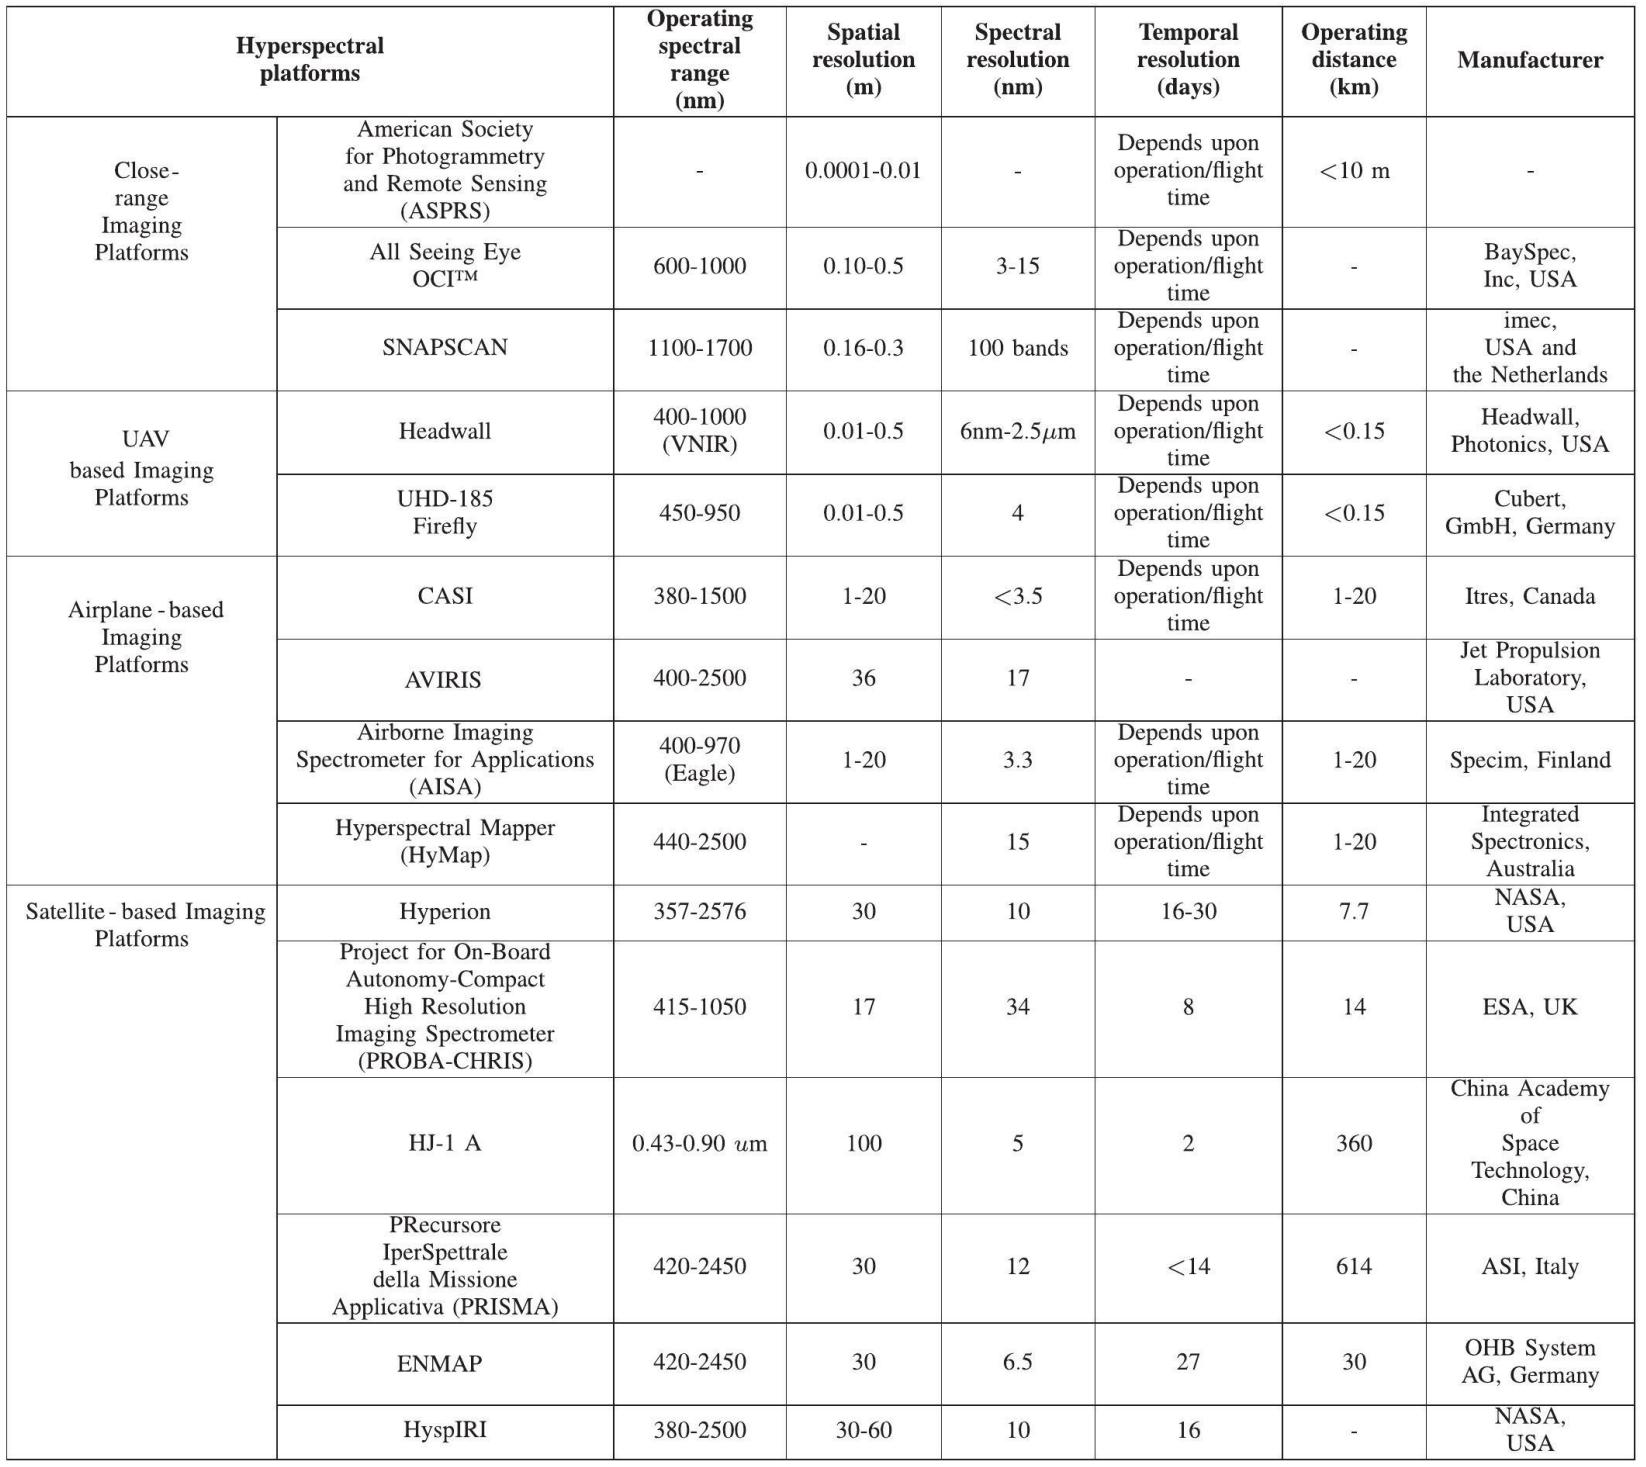 Hyperspectral
platforms
Operating
spectral
range
(nm)
Spatial
resolution
(m)
Spectral
resolution
(nm)
Temporal
resolution
(days)
Operating
distance
(km)
Manufacturer
Close-
range
Imaging
Platforms
American Society
for Photogrammetry
and Remote Sensing
(ASPRS)
-
0.0001-0.01
-
Depends upon
operation/flight
time
<10 m
-
All Seeing Eye
OCI™
600-1000
0.10-0.5
3-15
Depends upon
operation/flight
time
-
BaySpec,
Inc, USA
SNAPSCAN
1100-1700
0.16-0.3
100 bands
Depends upon
operation/flight
time
-
imec,
USA and
the Netherlands
UAV
based Imaging
Platforms
Headwall
400-1000
(VNIR)
0.01-0.5
6nm-2.5μm
Depends upon
operation/flight
time
<0.15
Headwall,
Photonics, USA
UHD-185
Firefly
450-950
0.01-0.5
4
Depends upon
operation/flight
time
<0.15
Cubert,
GmbH, Germany
Airplane - based
Imaging
Platforms
CASI
380-1500
1-20
<3.5
Depends upon
operation/flight
time
1-20
Itres, Canada
AVIRIS
400-2500
36
17
-
-
Jet Propulsion
Laboratory,
USA
Airborne Imaging
Spectrometer for Applications
(AISA)
400-970
(Eagle)
1-20
3.3
Depends upon
operation/flight
time
1-20
Specim, Finland
Hyperspectral Mapper
(HyMap)
440-2500
-
15
Depends upon
operation/flight
time
1-20
Integrated
Spectronics,
Australia
Satellite - based Imaging
Platforms
Hyperion
357-2576
30
10
16-30
7.7
NASA,
USA
Project for On-Board
Autonomy-Compact
High Resolution
Imaging Spectrometer
(PROBA-CHRIS)
415-1050
17
34
8
14
ESA, UK
HJ-1 A
0.43-0.90 um
100
5
2
360
China Academy
of
Space
Technology,
China
PRecursore
IperSpettrale
della Missione
Applicativa (PRISMA)
420-2450
30
12
<14
614
ASI, Italy
ENMAP
420-2450
30
6.5
27
30
OHB System
AG, Germany
HyspIRI
380-2500
30-60
10
16
-
NASA,
USA